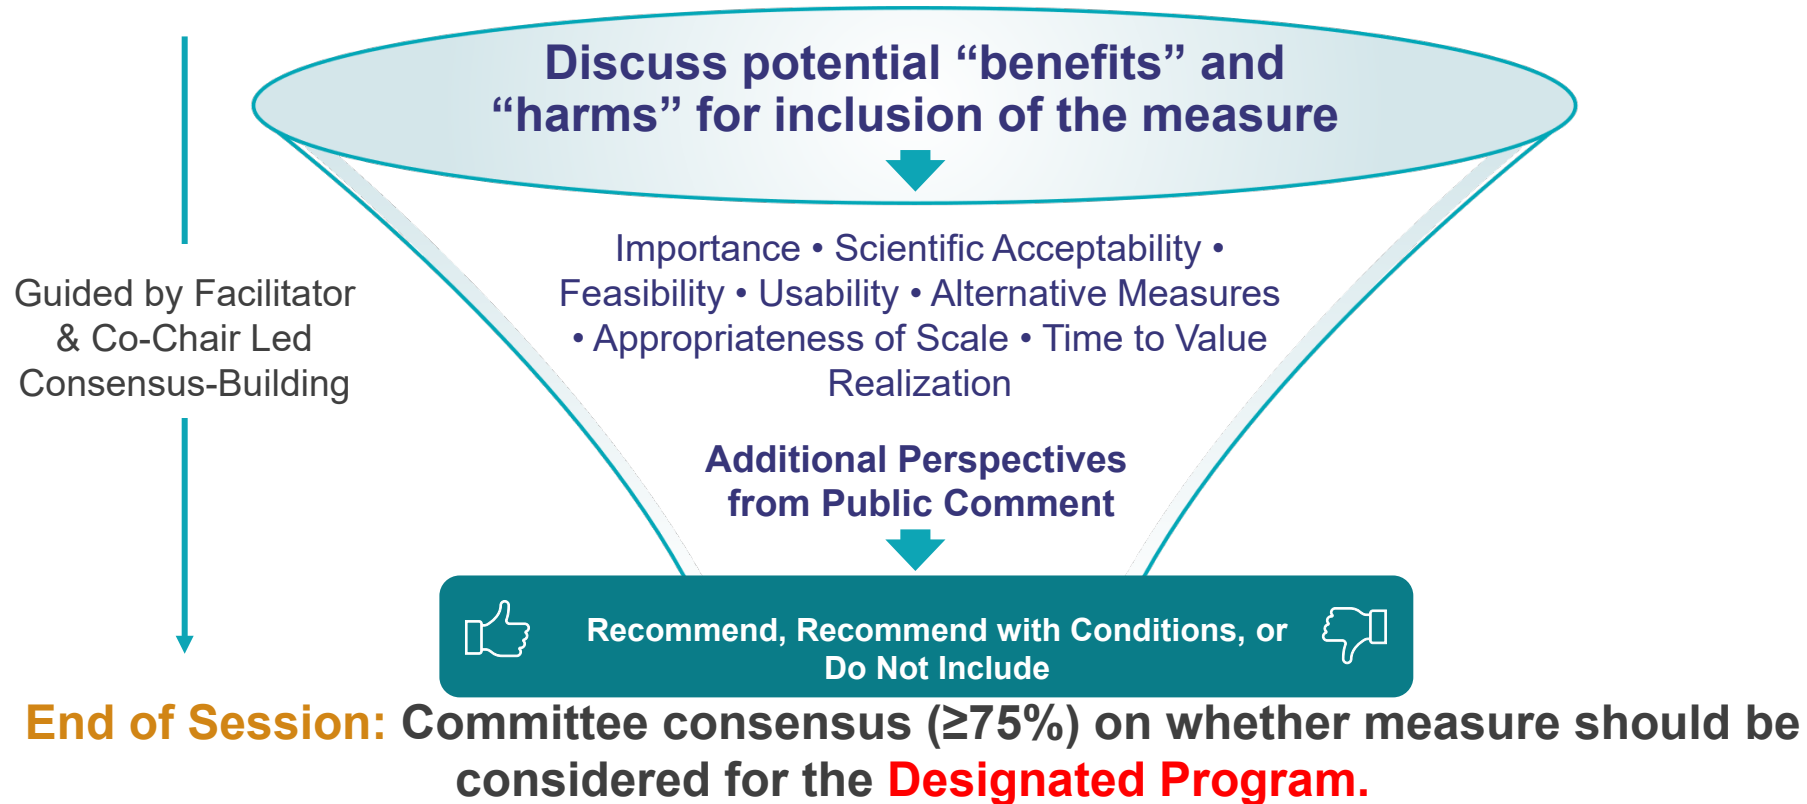 Discuss potential “benefits” and
“harms” for inclusion of the measure
Importance • Scientific Acceptability •
Feasibility • Usability • Alternative Measures
• Appropriateness of Scale • Time to Value
Realization
Guided by Facilitator
& Co-Chair Led
Consensus-Building
Additional Perspectives
from Public Comment
Recommend, Recommend with Conditions, or
Do Not Include
End of Session: Committee consensus (≥75%) on whether measure should be
considered for the Designated Program.